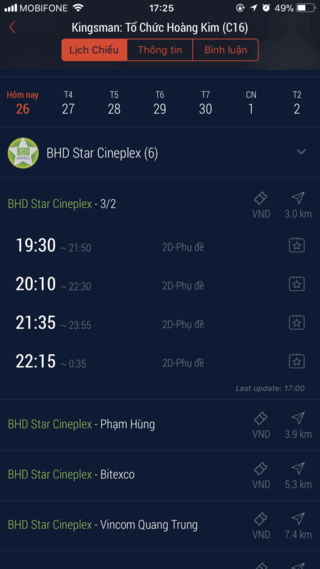 MOBIFONE 17:25 49%
Kingsman: Tổ Chức Hoàng Kim (C16)
Lịch Chiếu Thông tin Bình luận
Hôm nay T4 T5 T6 T7 CN T2
26 27 28 29 30 1 2
BHD BHD Star Cineplex (6)
BHD Star Cineplex - 3/2
VND 3.0 km
19:30 ~ 21:50 2D-Phụ đề
20:10 ~ 22:30 2D-Phụ đề
21:35 ~ 23:55 2D-Phụ đề
22:15 ~ 0:35 2D-Phụ đề
Last update: 17:00
BHD Star Cineplex - Phạm Hùng
VND 3.9 km
BHD Star Cineplex - Bitexco
VND 5.3 km
BHD Star Cineplex - Vincom Quang Trung
VND 7.4 km